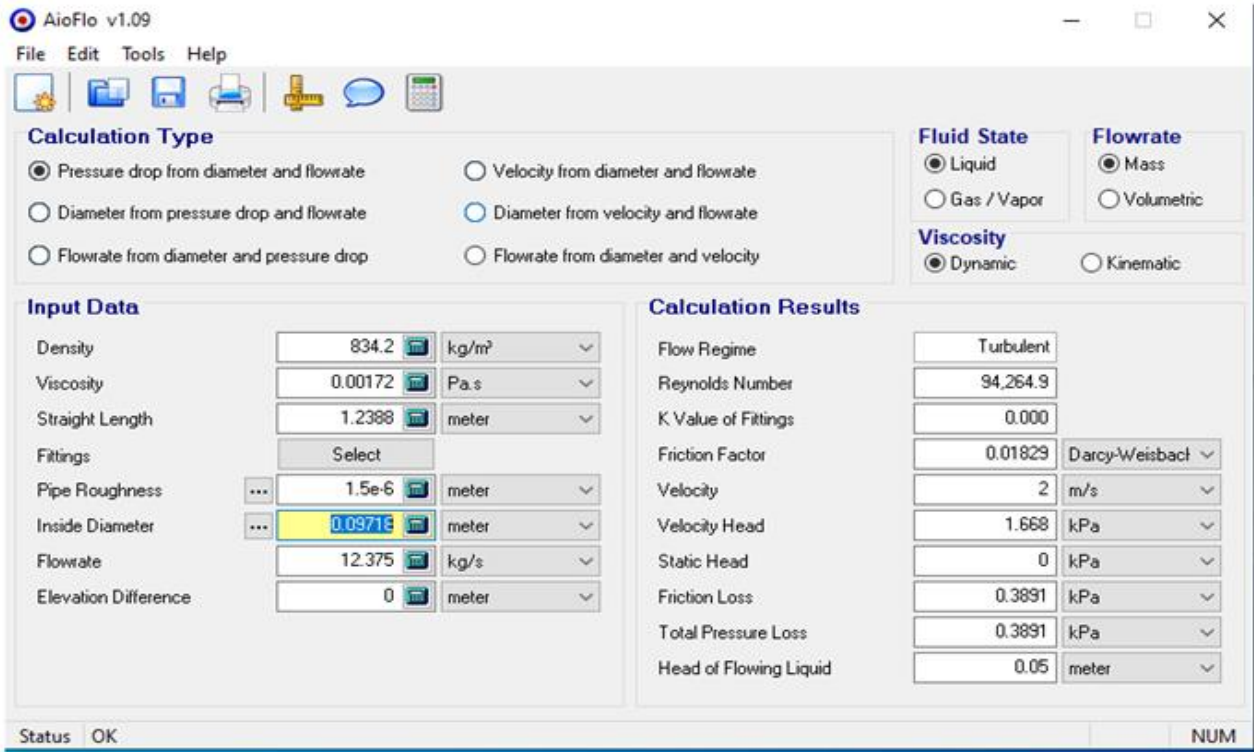 AioFlo v1.09
File Edit Tools Help
Calculation Type
Pressure drop from diameter and flowrate
Velocity from diameter and flowrate
Diameter from pressure drop and flowrate
Diameter from velocity and flowrate
Flowrate from diameter and pressure drop
Flowrate from diameter and velocity
Fluid State
Liquid
Gas / Vapor
Flowrate
Mass
Volumetric
Viscosity
Dynamic Kinematic
Input Data
Density 834.2 kg/m³
Viscosity 0.00172 Pa.s
Straight Length 1.2388 meter
Fittings Select
Pipe Roughness ... 1.5e-6 meter
Inside Diameter ... 0.09718 meter
Flowrate 12.375 kg/s
Elevation Difference 0 meter
Calculation Results
Flow Regime Turbulent
Reynolds Number 94,264.9
K Value of Fittings 0.000
Friction Factor 0.01829 Darcy-Weisbach
Velocity 2 m/s
Velocity Head 1.668 kPa
Static Head 0 kPa
Friction Loss 0.3891 kPa
Total Pressure Loss 0.3891 kPa
Head of Flowing Liquid 0.05 meter
Status OK NUM